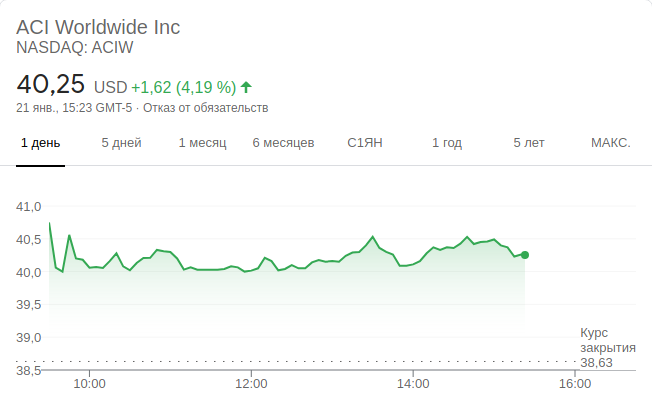 ACI Worldwide Inc
NASDAQ: ACIW
40,25 USD +1,62 (4,19 %)
21 янв., 15:23 GMT-5 · Отказ от обязательств
1 день 5 дней 1 месяц 6 месяцев С1ЯН 1 год 5 лет МАКС.
41,0
40,5
40,0
39,5
39,0
38,5
Курс
закрытия
38,63
10:00 12:00 14:00 16:00